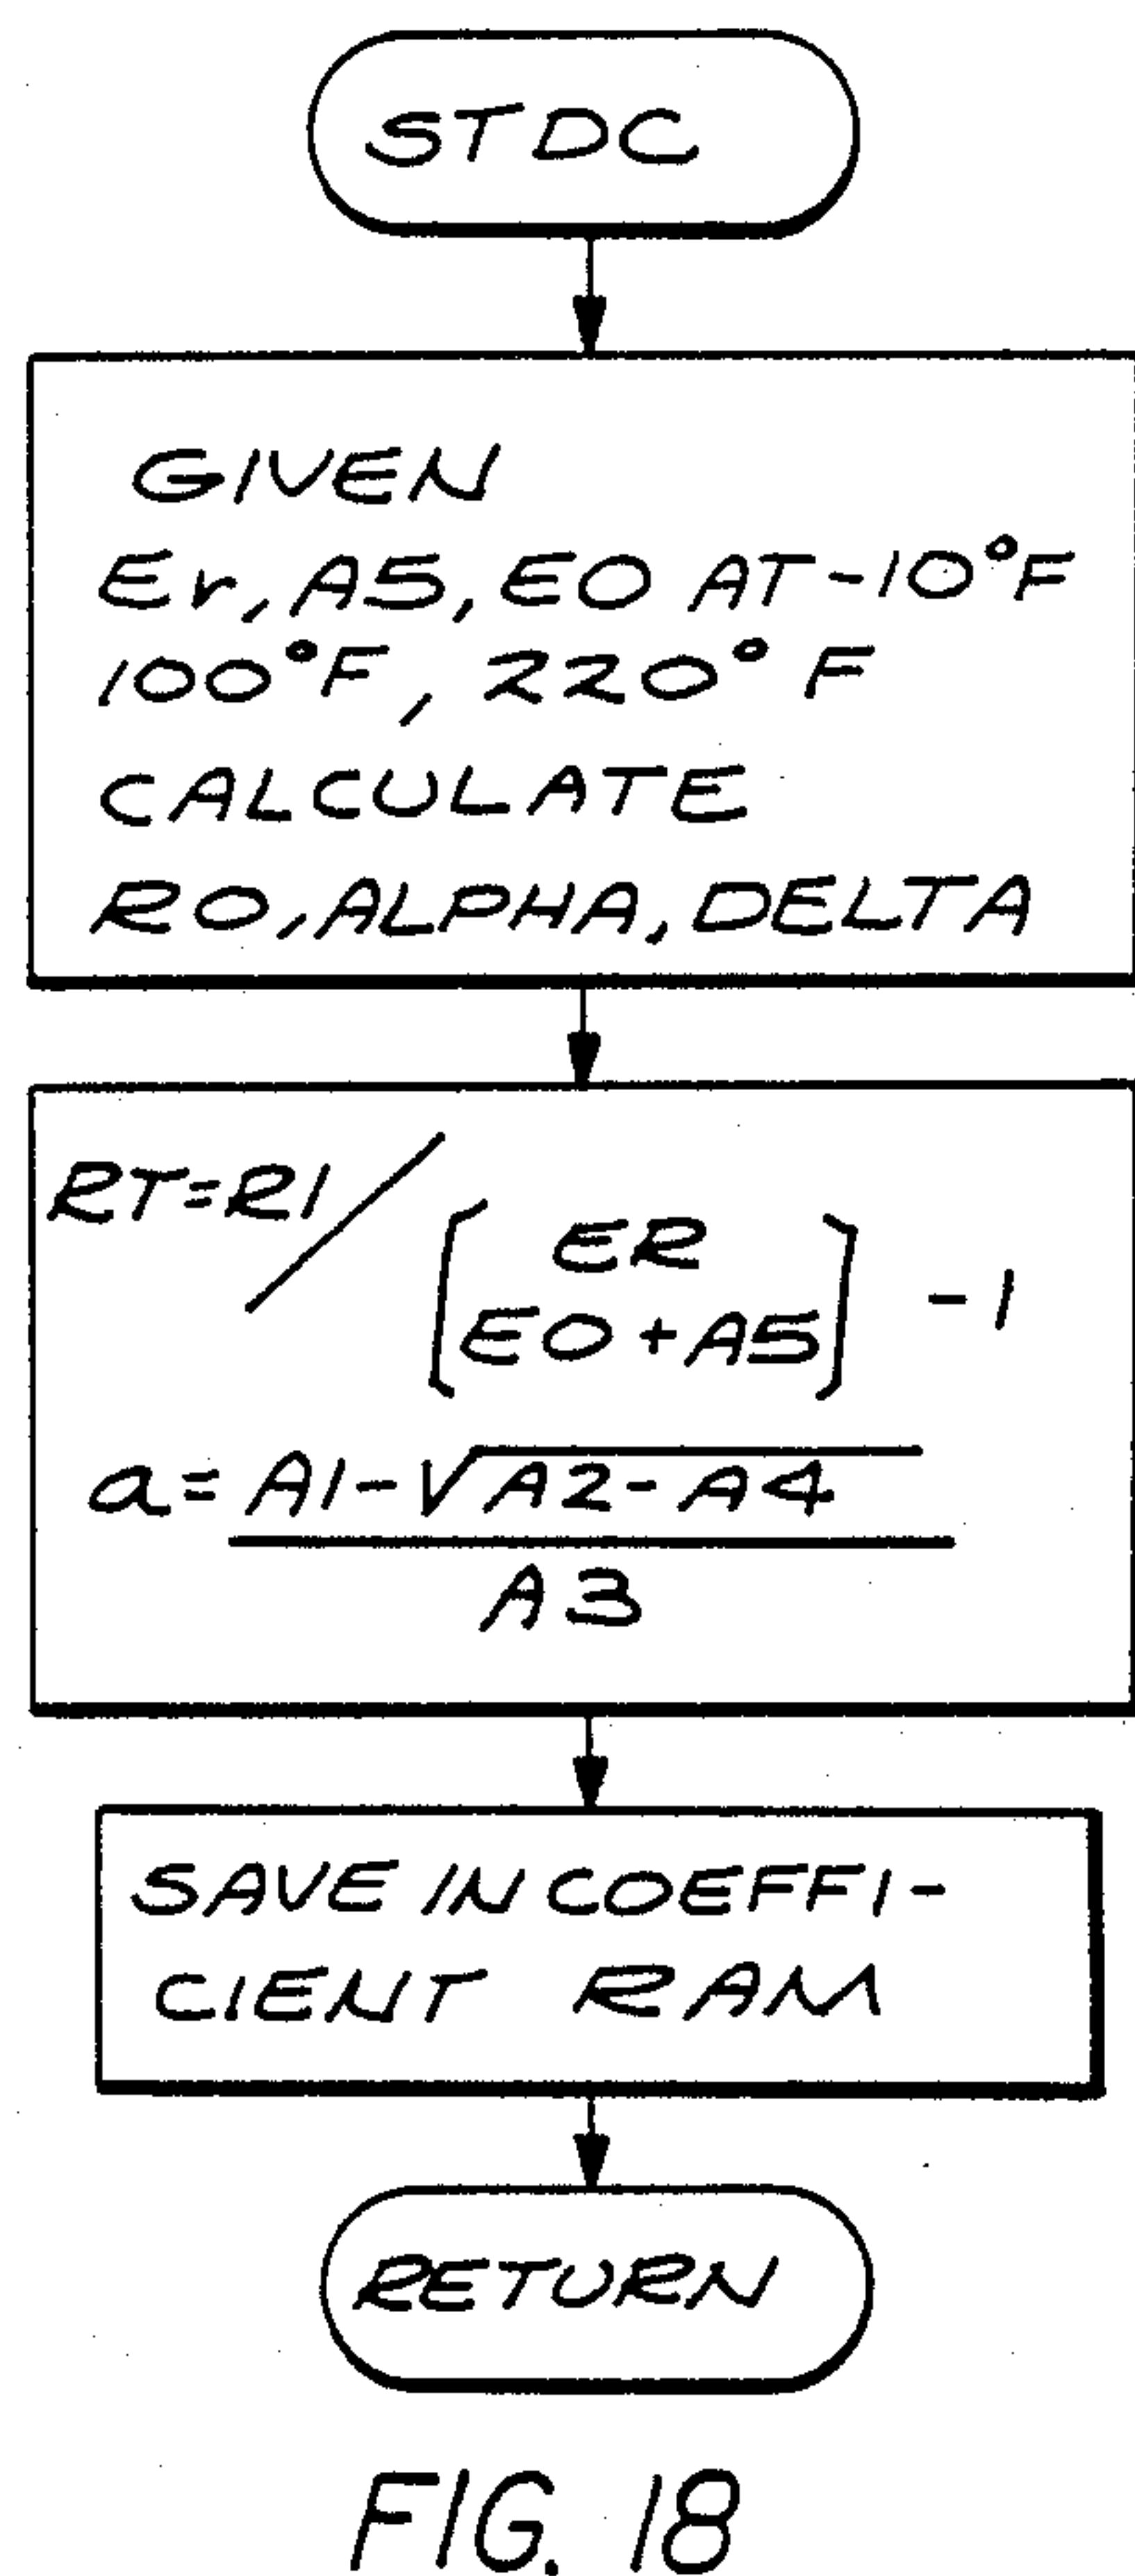 STDC
GIVEN
Er, A5, EO AT -10°F
100°F, 220° F
CALCULATE
RO, ALPHA, DELTA
RT=R1/
[ER
EO+A5] -1
a= A1-√A2-A4
A3
SAVE IN COEFFI-
CIENT RAM
RETURN
FIG. 18